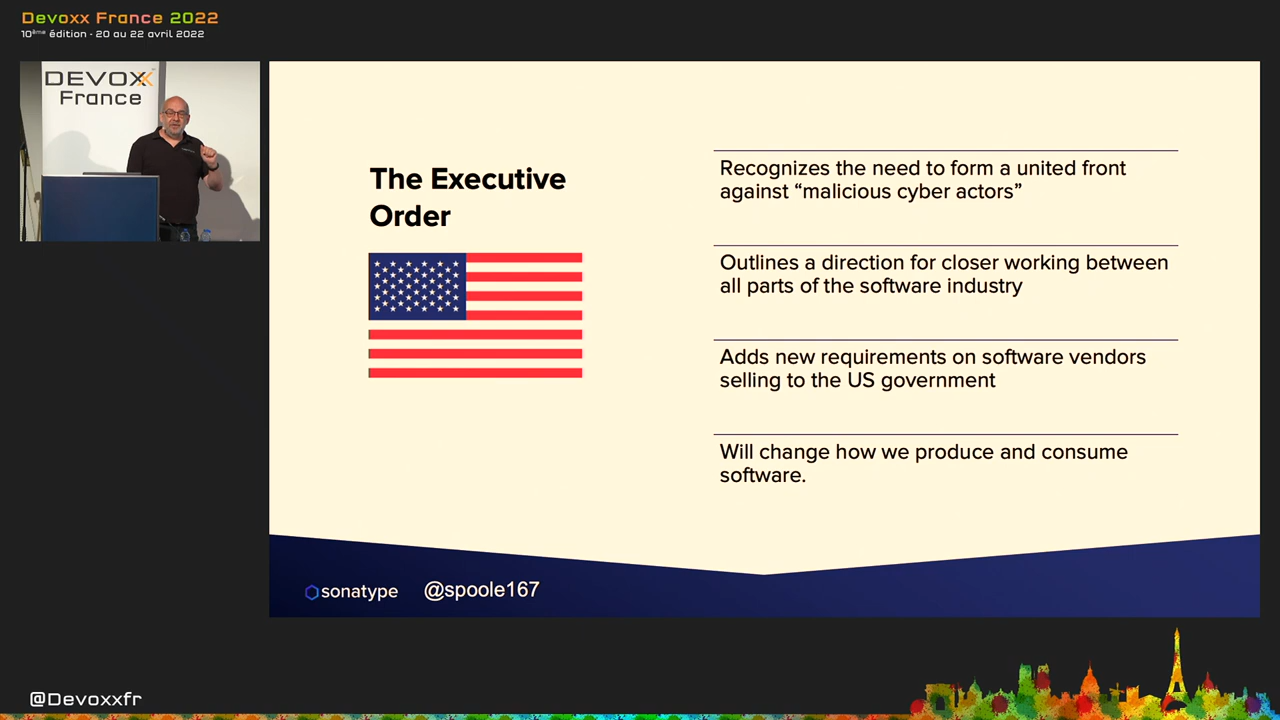 Devoxx France 2022
10ème édition - 20 au 22 avril 2022
DEVOXX
France
The Executive
Order
Recognizes the need to form a united front
against “malicious cyber actors”
Outlines a direction for closer working between
all parts of the software industry
Adds new requirements on software vendors
selling to the US government
Will change how we produce and consume
software.
sonatype @spoole167
@Devoxxfr